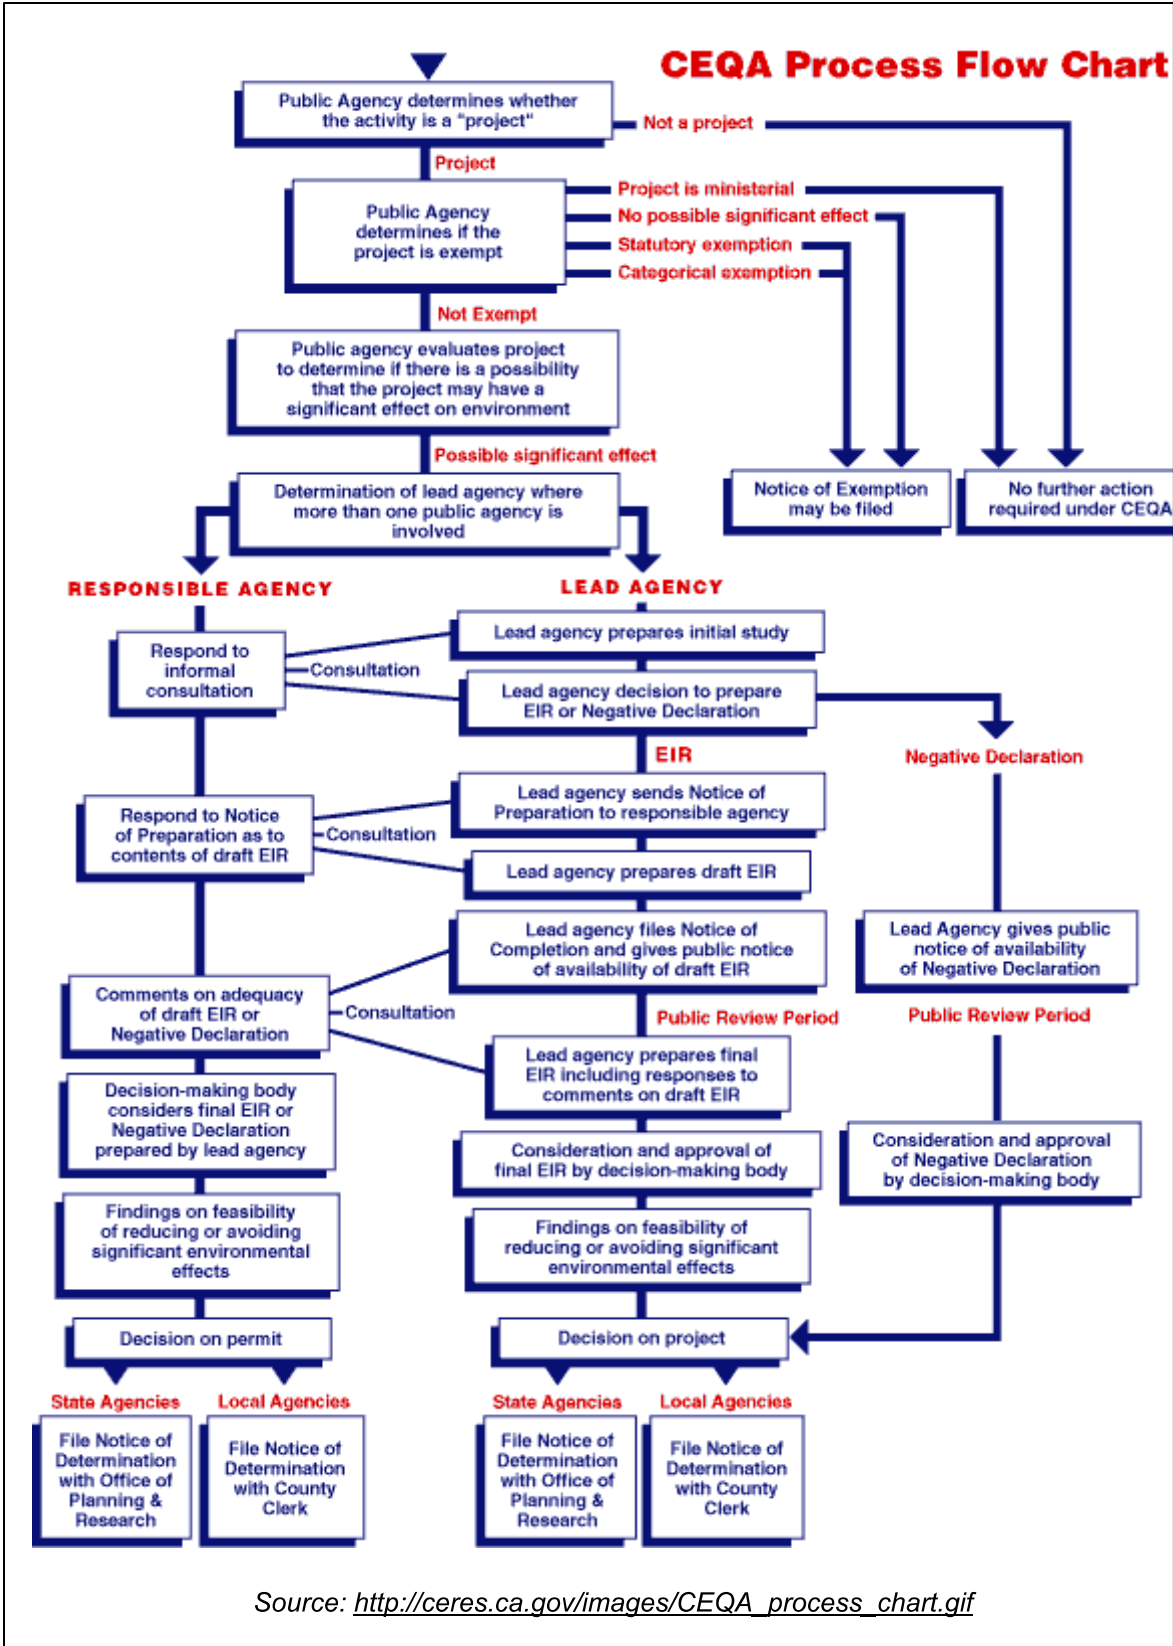 CEQA Process Flow Chart
Public Agency determines whether
the activity is a "project"
Not a project
Project
Public Agency
determines if the
project is exempt
Project is ministerial
No possible significant effect
Statutory exemption
Categorical exemption
Not Exempt
Public agency evaluates project
to determine if there is a possibility
that the project may have a
significant effect on environment
Possible significant effect
Determination of lead agency where
more than one public agency is
involved
Notice of Exemption
may be filed
No further action
required under CEQA
RESPONSIBLE AGENCY
LEAD AGENCY
Respond to
informal
consultation
Consultation
Lead agency prepares initial study
Lead agency decision to prepare
EIR or Negative Declaration
EIR
Negative Declaration
Respond to Notice
of Preparation as to
contents of draft EIR
Consultation
Lead agency sends Notice of
Preparation to responsible agency
Lead agency prepares draft EIR
Lead agency files Notice of
Completion and gives public notice
of availability of draft EIR
Lead Agency gives public
notice of availability
of Negative Declaration
Comments on adequacy
of draft EIR or
Negative Declaration
Consultation
Public Review Period
Public Review Period
Lead agency prepares final
EIR including responses to
comments on draft EIR
Decision-making body
considers final EIR or
Negative Declaration
prepared by lead agency
Consideration and approval of
final EIR by decision-making body
Consideration and approval
of Negative Declaration
by decision-making body
Findings on feasibility
of reducing or avoiding
significant environmental
effects
Findings on feasibility of
reducing or avoiding significant
environmental effects
Decision on permit
Decision on project
State Agencies
Local Agencies
State Agencies
Local Agencies
File Notice of
Determination
with Office of
Planning &
Research
File Notice of
Determination
with County
Clerk
File Notice of
Determination
with Office of
Planning &
Research
File Notice of
Determination
with County
Clerk
Source: http://ceres.ca.gov/images/CEQA_process_chart.gif